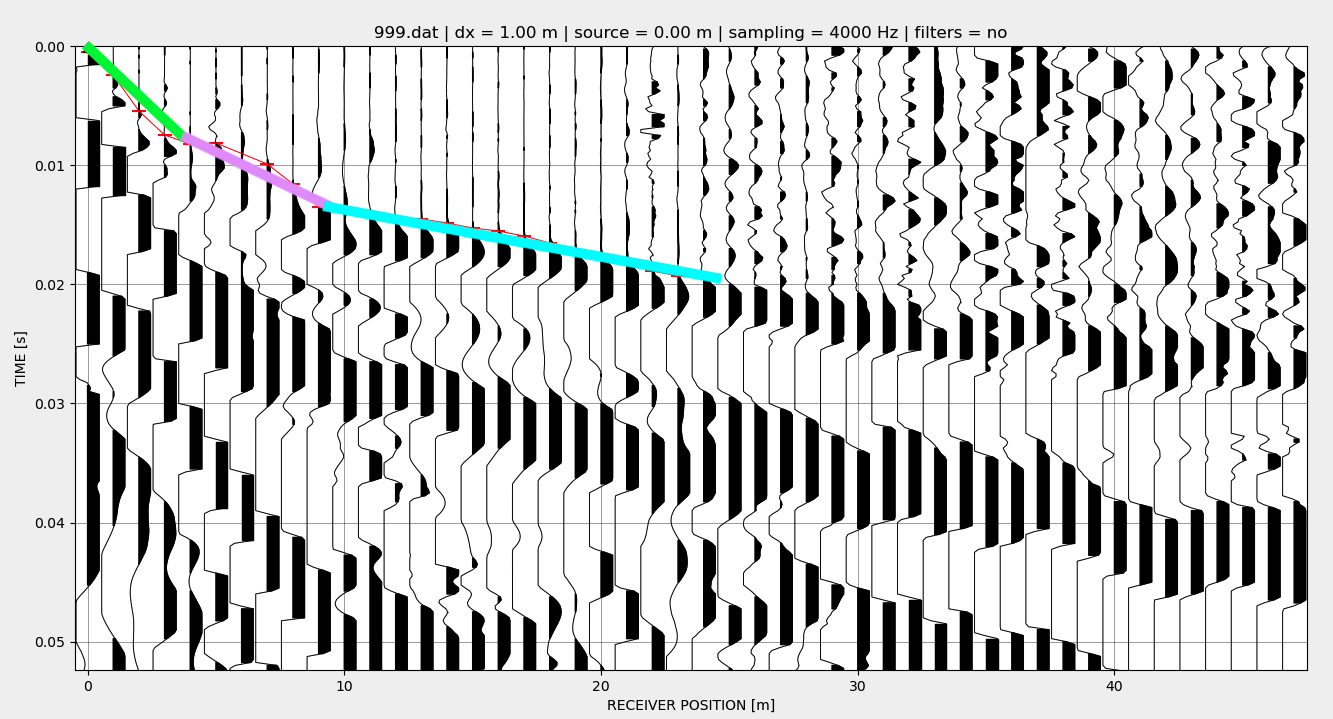 999.dat | dx = 1.00 m | source = 0.00 m | sampling = 4000 Hz | filters = no
0.00
0.01
0.02
0.03
0.04
0.05
TIME [s]
0 10 20 30 40
RECEIVER POSITION [m]